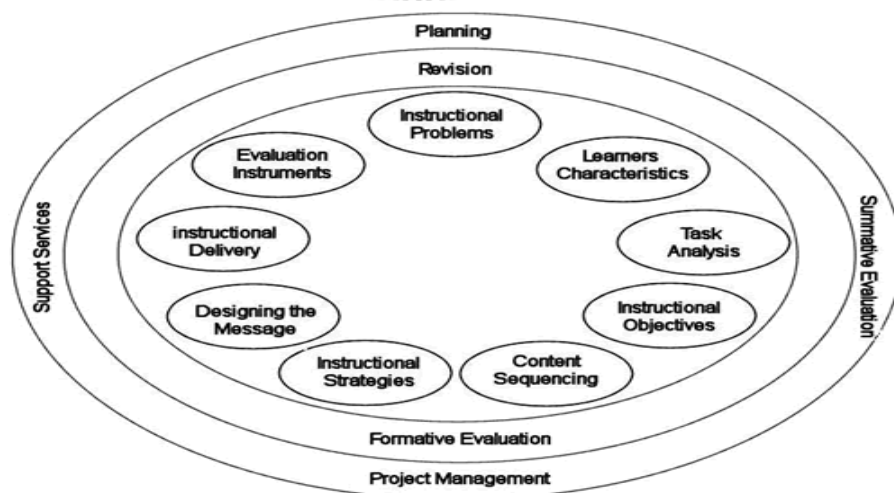 Planning
Revision
Instructional
Problems
Evaluation
Instruments
Learners
Characteristics
instructional
Delivery
Task
Analysis
Support Services
Summative Evaluation
Designing the
Message
Instructional
Objectives
Instructional
Strategies
Content
Sequencing
Formative Evaluation
Project Management